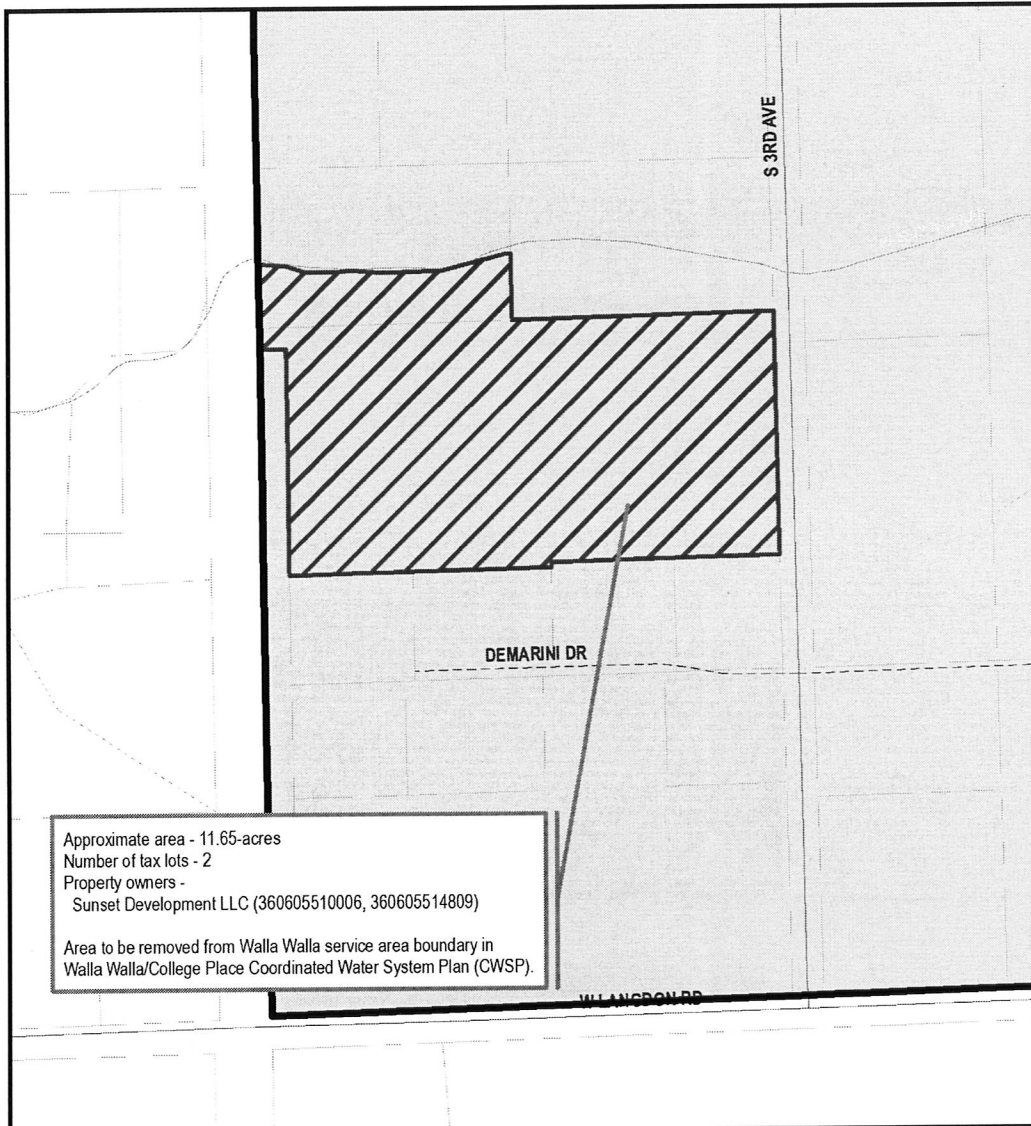 S 3RD AVE
DEMARINI DR
Approximate area - 11.65-acres
Number of tax lots - 2
Property owners -
Sunset Development LLC (360605510006, 360605514809)
Area to be removed from Walla Walla service area boundary in
Walla Walla/College Place Coordinated Water System Plan (CWSP).
W LANGDON RD